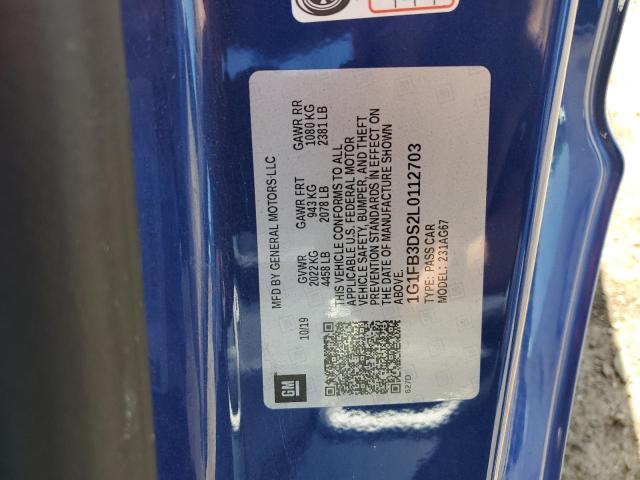 GM
MFD BY GENERAL MOTORS LLC
10/19
GVWR GAWR FRT GAWR RR
2022 KG 943 KG 1080 KG
4458 LB 2078 LB 2381 LB
THIS VEHICLE CONFORMS TO ALL
APPLICABLE U.S. FEDERAL MOTOR
VEHICLE SAFETY, BUMPER, AND THEFT
PREVENTION STANDARDS IN EFFECT ON
THE DATE OF MANUFACTURE SHOWN
ABOVE.
1G1FB3DS2L0112703
TYPE: PASS CAR
MODEL: 231AG67
627D